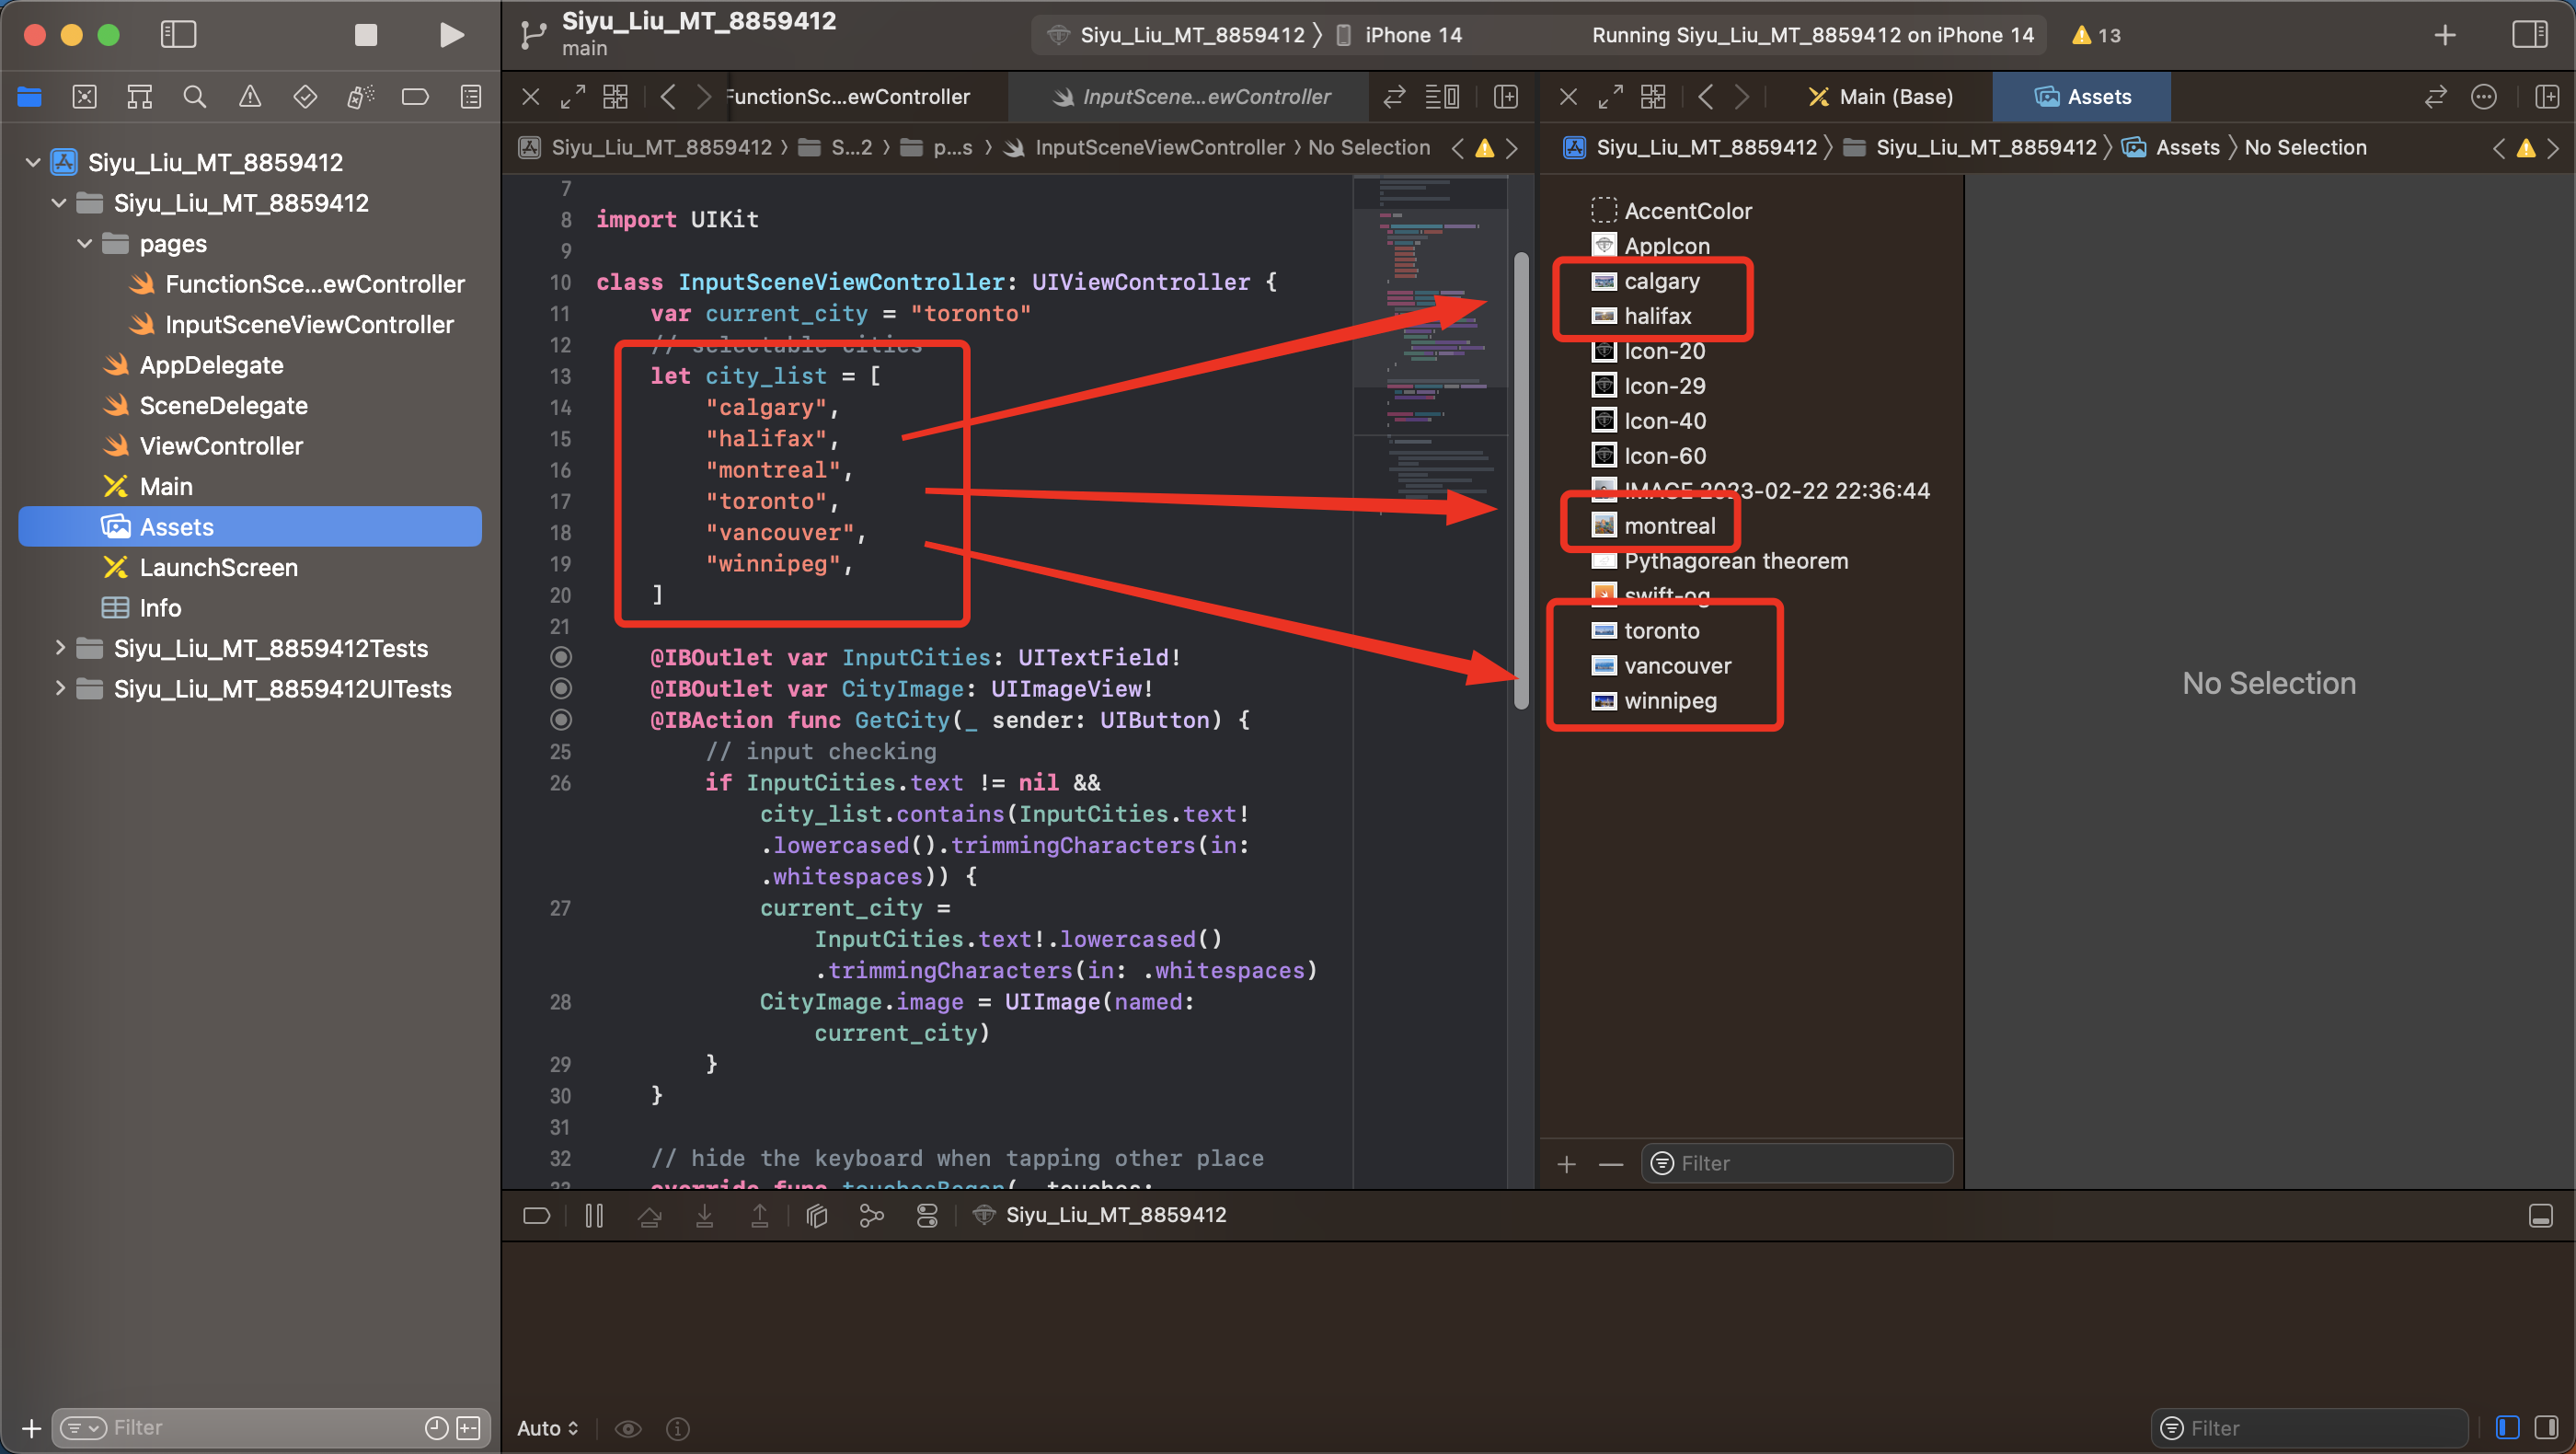 Siyu_Liu_MT_8859412
main
Siyu_Liu_MT_8859412 〉 iPhone 14
Running Siyu_Liu_MT_8859412 on iPhone 14
13
FunctionSc...ewController
InputScene...ewController
Main (Base)
Assets
Siyu_Liu_MT_8859412 〉 S...2 〉 p...s 〉 InputSceneViewController 〉 No Selection
Siyu_Liu_MT_8859412 〉 Siyu_Liu_MT_8859412 〉 Assets 〉 No Selection
Siyu_Liu_MT_8859412
Siyu_Liu_MT_8859412
pages
FunctionSce...ewController
InputSceneViewController
AppDelegate
SceneDelegate
ViewController
Main
Assets
LaunchScreen
Info
Siyu_Liu_MT_8859412Tests
Siyu_Liu_MT_8859412UITests
Filter
7
8 import UIKit
9
10 class InputSceneViewController: UIViewController {
11 var current_city = "toronto"
12 // selectable cities
13 let city_list = [
14 "calgary",
15 "halifax",
16 "montreal",
17 "toronto",
18 "vancouver",
19 "winnipeg",
20 ]
21
@IBOutlet var InputCities: UITextField!
@IBOutlet var CityImage: UIImageView!
@IBAction func GetCity(_ sender: UIButton) {
25 // input checking
26 if InputCities.text != nil &&
city_list.contains(InputCities.text!
.lowercased().trimmingCharacters(in:
.whitespaces)) {
27 current_city =
InputCities.text!.lowercased()
.trimmingCharacters(in: .whitespaces)
28 CityImage.image = UIImage(named:
current_city)
29 }
30 }
31
32 // hide the keyboard when tapping other place
33 override func touchesBegan(_ touches:
AccentColor
AppIcon
calgary
halifax
Icon-20
Icon-29
Icon-40
Icon-60
IMAGE 2023-02-22 22:36:44
montreal
Pythagorean theorem
swift-og
toronto
vancouver
winnipeg
Filter
No Selection
Siyu_Liu_MT_8859412
Auto
Filter